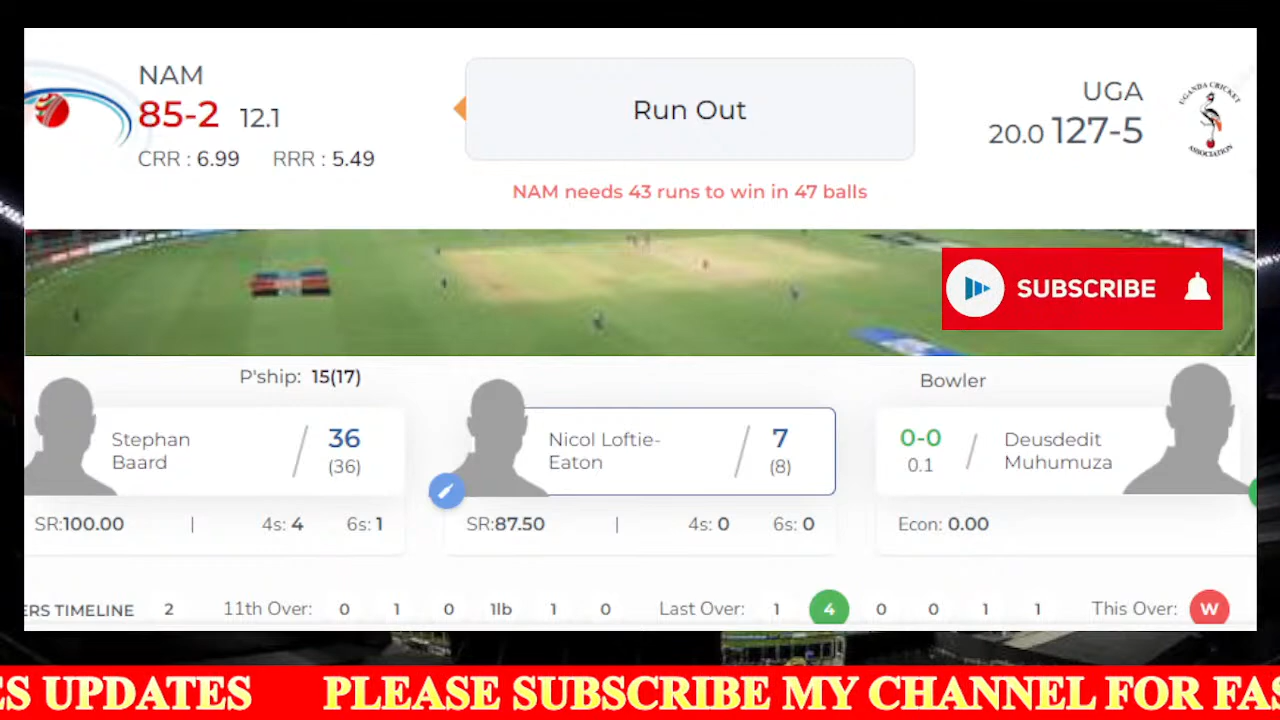 NAM
85-2 12.1
CRR : 6.99 RRR : 5.49
Run Out
NAM needs 43 runs to win in 47 balls
UGA
20.0 127-5
UGANDA CRICKET
ASSOCIATION
SUBSCRIBE
P'ship: 15(17)
Stephan
Baard
36
(36)
SR:100.00 | 4s: 4 6s: 1
Nicol Loftie-
Eaton
7
(8)
SR:87.50 | 4s: 0 6s: 0
Bowler
0-0
0.1
Deusdedit
Muhumuza
Econ: 0.00
ERS TIMELINE 2 11th Over: 0 1 0 1lb 1 0 Last Over: 1 4 0 0 1 1 This Over: W
ES UPDATES PLEASE SUBSCRIBE MY CHANNEL FOR FAS